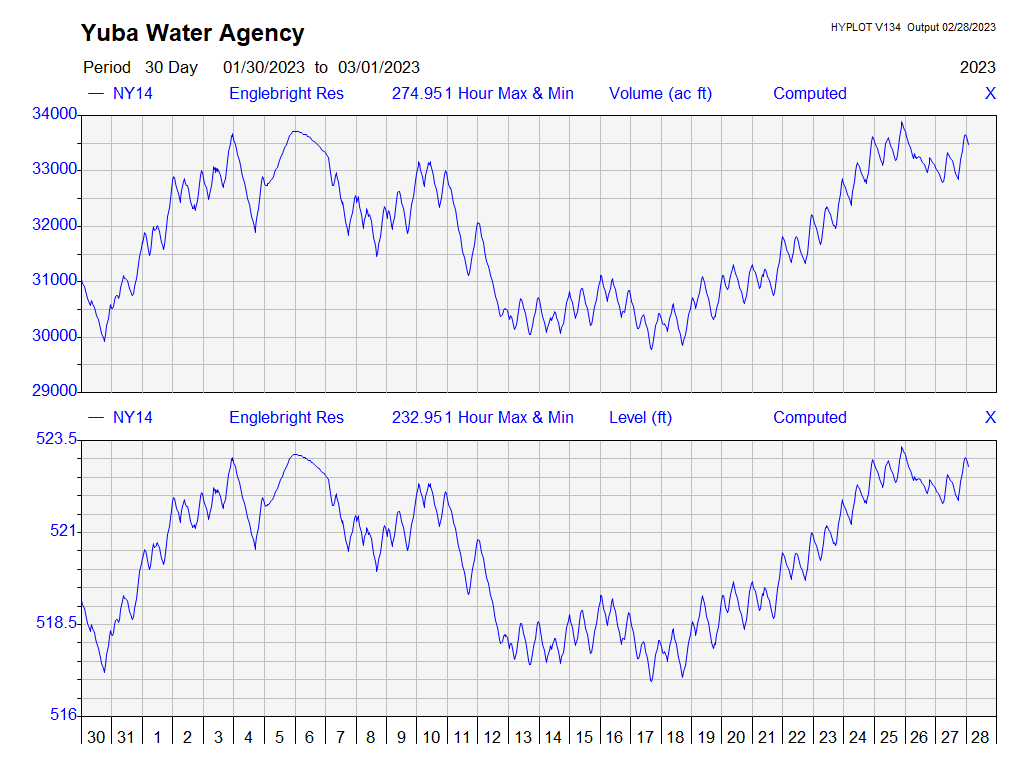 Yuba Water Agency
HYPLOT V134 Output 02/28/2023
Period 30 Day 01/30/2023 to 03/01/2023
2023
NY14 Englebright Res 274.951 Hour Max & Min Volume (ac ft) Computed X
34000
33000
32000
31000
30000
29000
NY14 Englebright Res 232.951 Hour Max & Min Level (ft) Computed X
523.5
521
518.5
516
30 31 1 2 3 4 5 6 7 8 9 10 11 12 13 14 15 16 17 18 19 20 21 22 23 24 25 26 27 28